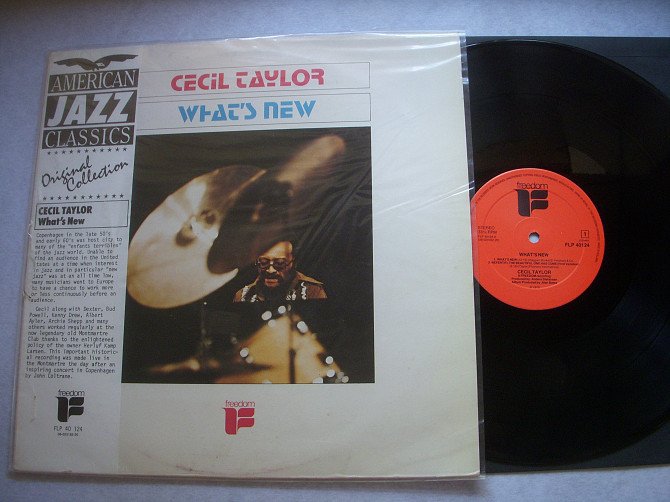 AMERICAN
JAZZ
CLASSICS
Original
Collection
CECIL TAYLOR
What's New
Copenhagen in the late 50's
and early 60's was host city to
many of the "enfants terribles"
of the jazz world. Unable to
find an audience in the United
States at a time when interest
in jazz and in particular "new
jazz" was at an all time low,
many musicians went to Europe
to have a chance to work more
or less continuously before an
audience.
Cecil along with Dexter, Bud
Powell, Kenny Drew, Albert
Ayler, Archie Shepp and many
others worked regularly at the
now legendary old Montmartre
Club thanks to the enlightened
policy of the owner Herluf Kamp
Larsen. This important histori-
cal recording was made live in
the Montmartre the day after an
inspiring concert in Copenhagen
by John Coltrane.
freedom
FLP 40 124
CECIL TAYLOR
WHAT'S NEW
freedom
freedom
STEREO
1
FLP 40124
WHAT'S NEW
CECIL TAYLOR